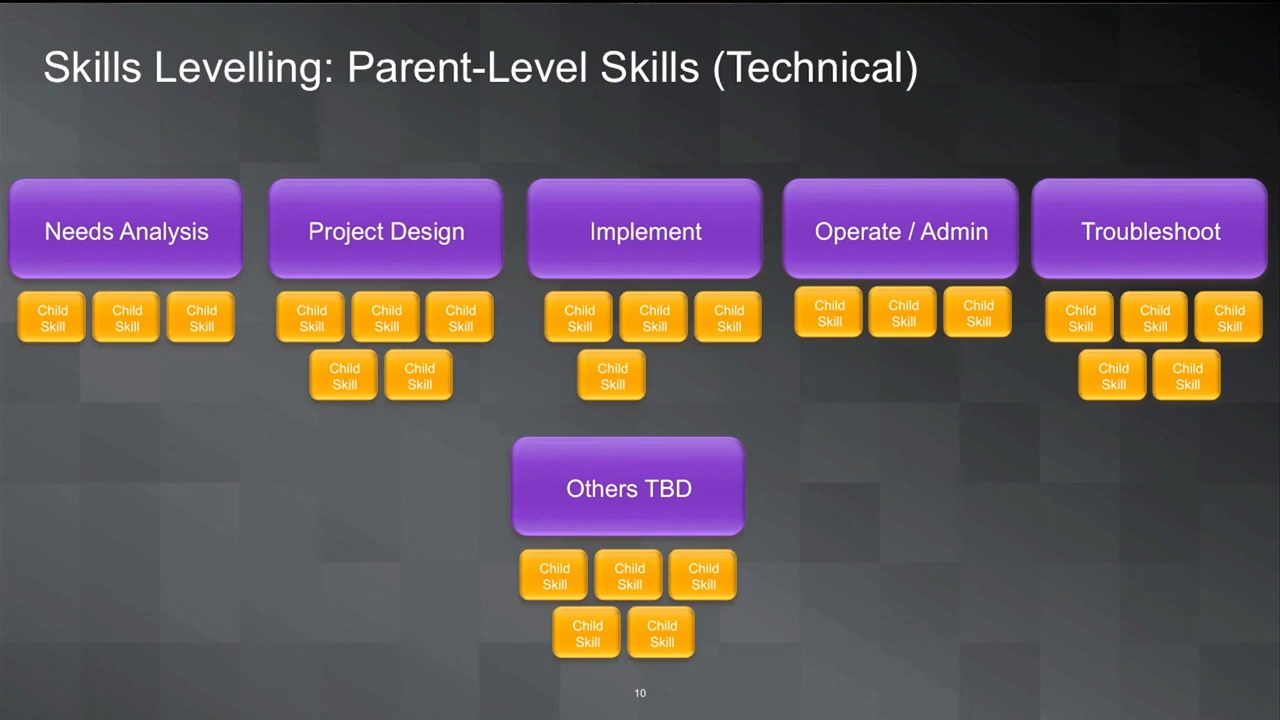 Skills Levelling: Parent-Level Skills (Technical)
Needs Analysis
Child
Skill
Child
Skill
Child
Skill
Project Design
Child
Skill
Child
Skill
Child
Skill
Child
Skill
Child
Skill
Implement
Child
Skill
Child
Skill
Child
Skill
Child
Skill
Operate / Admin
Child
Skill
Child
Skill
Child
Skill
Troubleshoot
Child
Skill
Child
Skill
Child
Skill
Child
Skill
Child
Skill
Others TBD
Child
Skill
Child
Skill
Child
Skill
Child
Skill
Child
Skill
10